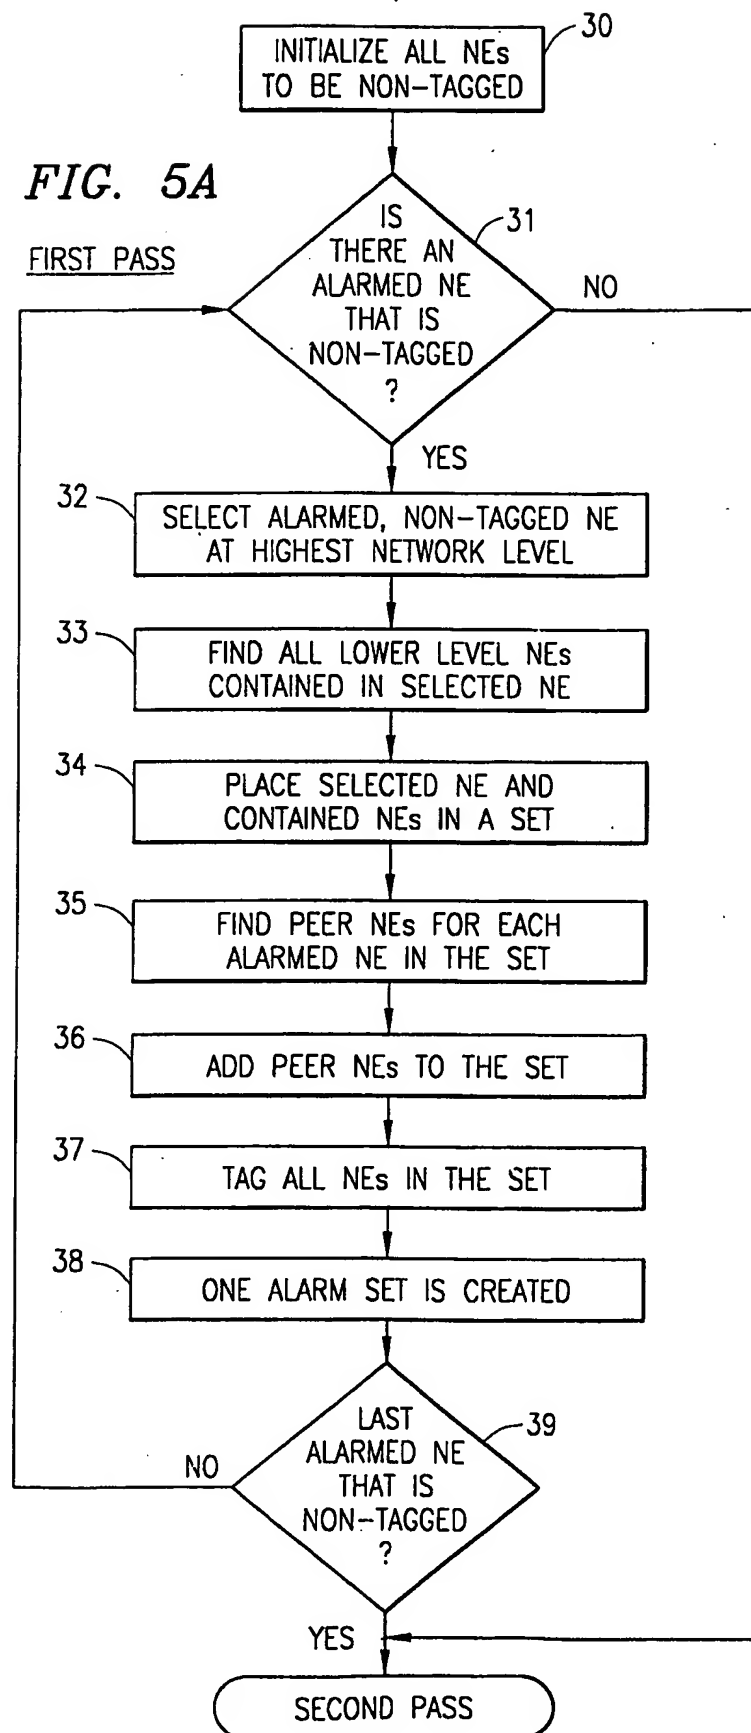 30
INITIALIZE ALL NEs
TO BE NON-TAGGED
FIG. 5A
FIRST PASS
31
IS
THERE AN
ALARMED NE
THAT IS
NON-TAGGED
?
NO
YES
32
SELECT ALARMED, NON-TAGGED NE
AT HIGHEST NETWORK LEVEL
33
FIND ALL LOWER LEVEL NEs
CONTAINED IN SELECTED NE
34
PLACE SELECTED NE AND
CONTAINED NEs IN A SET
35
FIND PEER NEs FOR EACH
ALARMED NE IN THE SET
36
ADD PEER NEs TO THE SET
37
TAG ALL NEs IN THE SET
38
ONE ALARM SET IS CREATED
39
LAST
ALARMED NE
THAT IS
NON-TAGGED
?
NO
YES
SECOND PASS